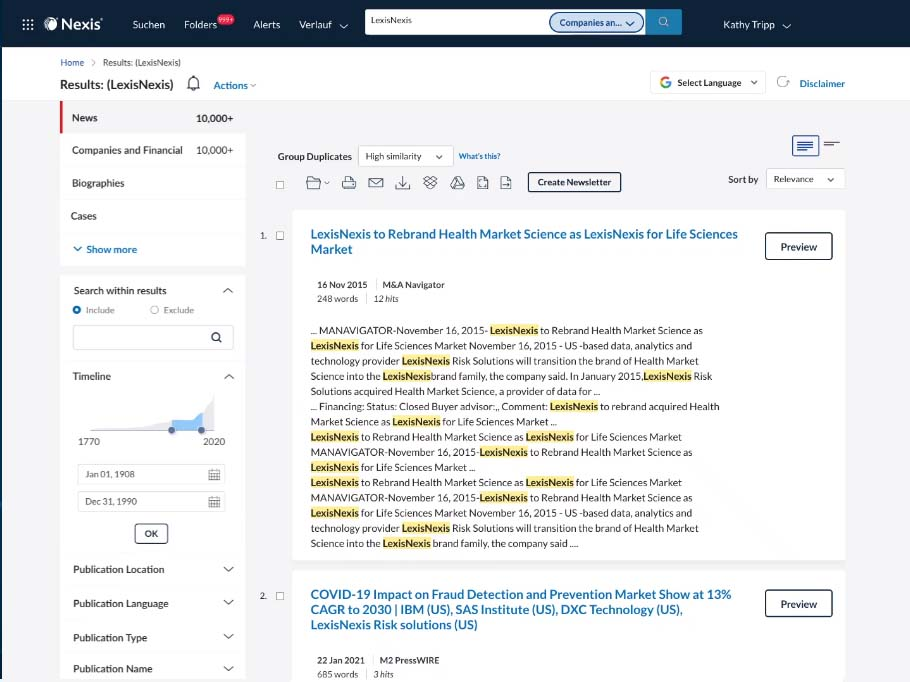 Nexis®
Suchen
Folders
999+
Alerts
Verlauf
LexisNexis
Companies an...
Kathy Tripp
Home > Results: (LexisNexis)
Results: (LexisNexis)
Actions
Select Language
Disclaimer
News 10,000+
Companies and Financial 10,000+
Biographies
Cases
Show more
Search within results
Include Exclude
Timeline
1770 2020
Jan 01, 1908
Dec 31, 1990
OK
Publication Location
Publication Language
Publication Type
Publication Name
Group Duplicates High similarity What's this?
Create Newsletter
Sort by Relevance
1. LexisNexis to Rebrand Health Market Science as LexisNexis for Life Sciences
Market
Preview
16 Nov 2015 M&A Navigator
248 words 12 hits
... MANAVIGATOR-November 16, 2015- LexisNexis to Rebrand Health Market Science as
LexisNexis for Life Sciences Market November 16, 2015 - US -based data, analytics and
technology provider LexisNexis Risk Solutions will transition the brand of Health Market
Science into the LexisNexisbrand family, the company said. In January 2015,LexisNexis Risk
Solutions acquired Health Market Science, a provider of data for ...
... Financing: Status: Closed Buyer advisor:,, Comment: LexisNexis to rebrand acquired Health
Market Science as LexisNexis for Life Sciences Market ...
LexisNexis to Rebrand Health Market Science as LexisNexis for Life Sciences Market
MANAVIGATOR-November 16, 2015-LexisNexis to Rebrand Health Market Science as
LexisNexis for Life Sciences Market ...
LexisNexis to Rebrand Health Market Science as LexisNexis for Life Sciences Market
MANAVIGATOR-November 16, 2015-LexisNexis to Rebrand Health Market Science as
LexisNexis for Life Sciences Market November 16, 2015 - US -based data, analytics and
technology provider LexisNexis Risk Solutions will transition the brand of Health Market
Science into the LexisNexis brand family, the company said ....
2. COVID-19 Impact on Fraud Detection and Prevention Market Show at 13%
CAGR to 2030 | IBM (US), SAS Institute (US), DXC Technology (US),
LexisNexis Risk solutions (US)
Preview
22 Jan 2021 M2 PressWIRE
685 words 3 hits